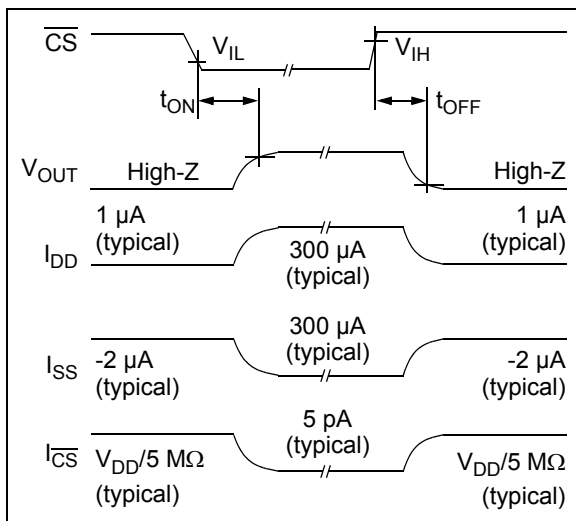 C̅S̅ V_IL V_IH
t_ON t_OFF
V_OUT High-Z High-Z
1 µA 1 µA
(typical) (typical)
I_DD 300 µA
(typical)
300 µA
I_SS -2 µA (typical) -2 µA
(typical) (typical)
5 pA
I_C̅S̅ V_DD/5 MΩ (typical) V_DD/5 MΩ
(typical) (typical)